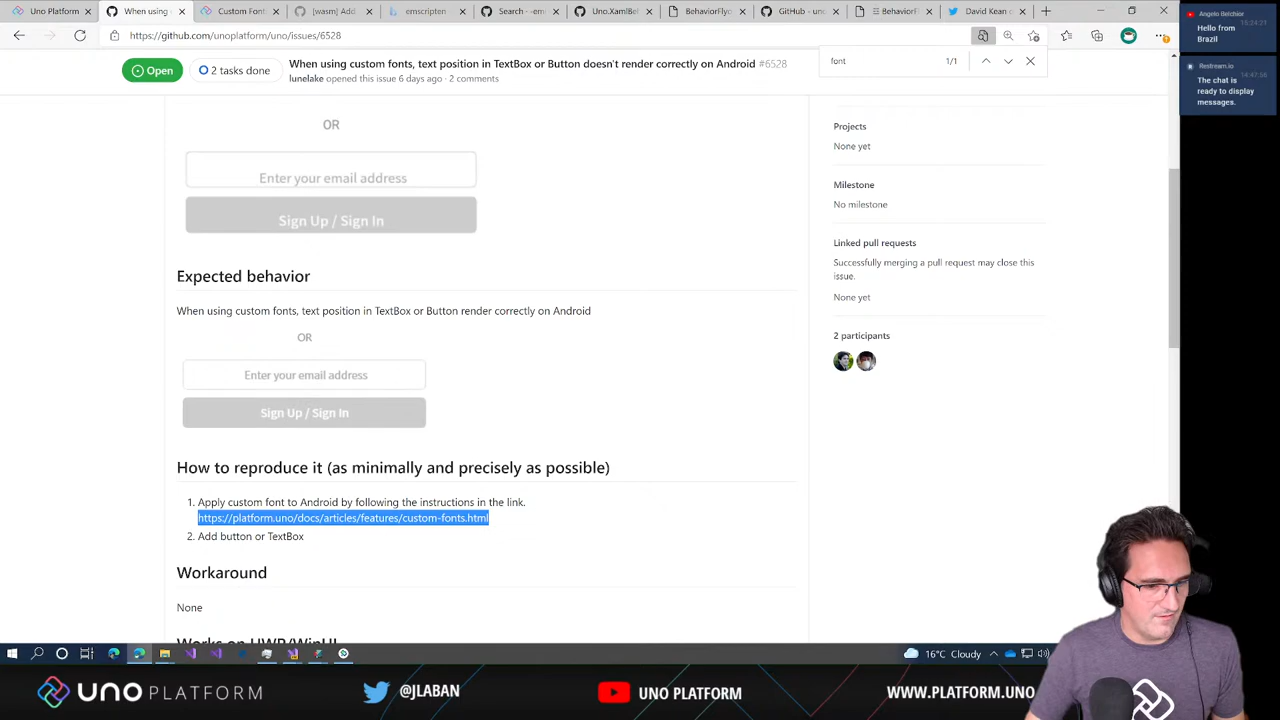 Uno Platform
When using
Custom Font
[wasm] Add
emscripten
Search · -em
Uno.XamlBeh
BehaviorFlyo
GitHub - uno
BehaviorFl
David Kean o
https://github.com/unoplatform/uno/issues/6528
font
1/1
Open
2 tasks done
When using custom fonts, text position in TextBox or Button doesn't render correctly on Android #6528
lunelake opened this issue 6 days ago · 2 comments
OR
Enter your email address
Sign Up / Sign In
Expected behavior
When using custom fonts, text position in TextBox or Button render correctly on Android
OR
Enter your email address
Sign Up / Sign In
How to reproduce it (as minimally and precisely as possible)
1. Apply custom font to Android by following the instructions in the link.
https://platform.uno/docs/articles/features/custom-fonts.html
2. Add button or TextBox
Workaround
None
Works on UWP/WinUI
Projects
None yet
Milestone
No milestone
Linked pull requests
Successfully merging a pull request may close this
issue.
None yet
2 participants
Angelo Belchior
Hello from
Brazil
Restream.io
14:47:58
The chat is
ready to display
messages.
16°C Cloudy
UNO PLATFORM
@JLABAN
UNO PLATFORM
WWW.PLATFORM.UNO